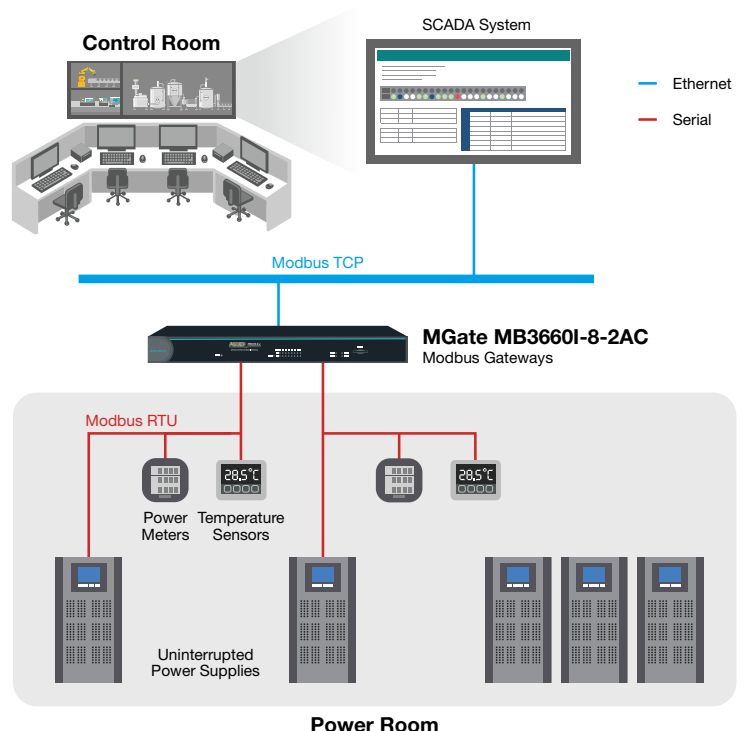 SCADA System
Control Room
Ethernet
Serial
Modbus TCP
MGate MB3660I-8-2AC
Modbus Gateways
Modbus RTU
28.5°C
28.5°C
Power
Meters
Temperature
Sensors
Uninterrupted
Power Supplies
Power Room